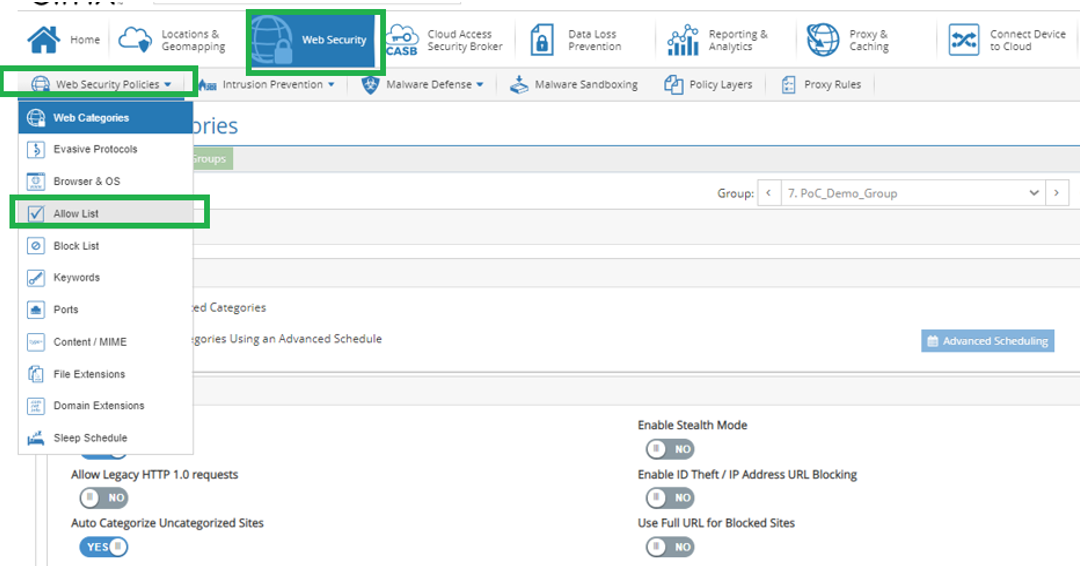 Home
Locations &
Geomapping
Web Security
CASB
Cloud Access
Security Broker
Data Loss
Prevention
Reporting &
Analytics
Proxy &
Caching
Connect Device
to Cloud
Web Security Policies
Intrusion Prevention
Malware Defense
Malware Sandboxing
Policy Layers
Proxy Rules
Web Categories
ories
Evasive Protocols
Groups
Browser & OS
Group: < 7. PoC_Demo_Group >
Allow List
Block List
Keywords
Ports
ted Categories
Content / MIME
egories Using an Advanced Schedule
Advanced Scheduling
File Extensions
Domain Extensions
Sleep Schedule
Enable Stealth Mode
NO
Allow Legacy HTTP 1.0 requests
NO
Enable ID Theft / IP Address URL Blocking
NO
Auto Categorize Uncategorized Sites
YES
Use Full URL for Blocked Sites
NO